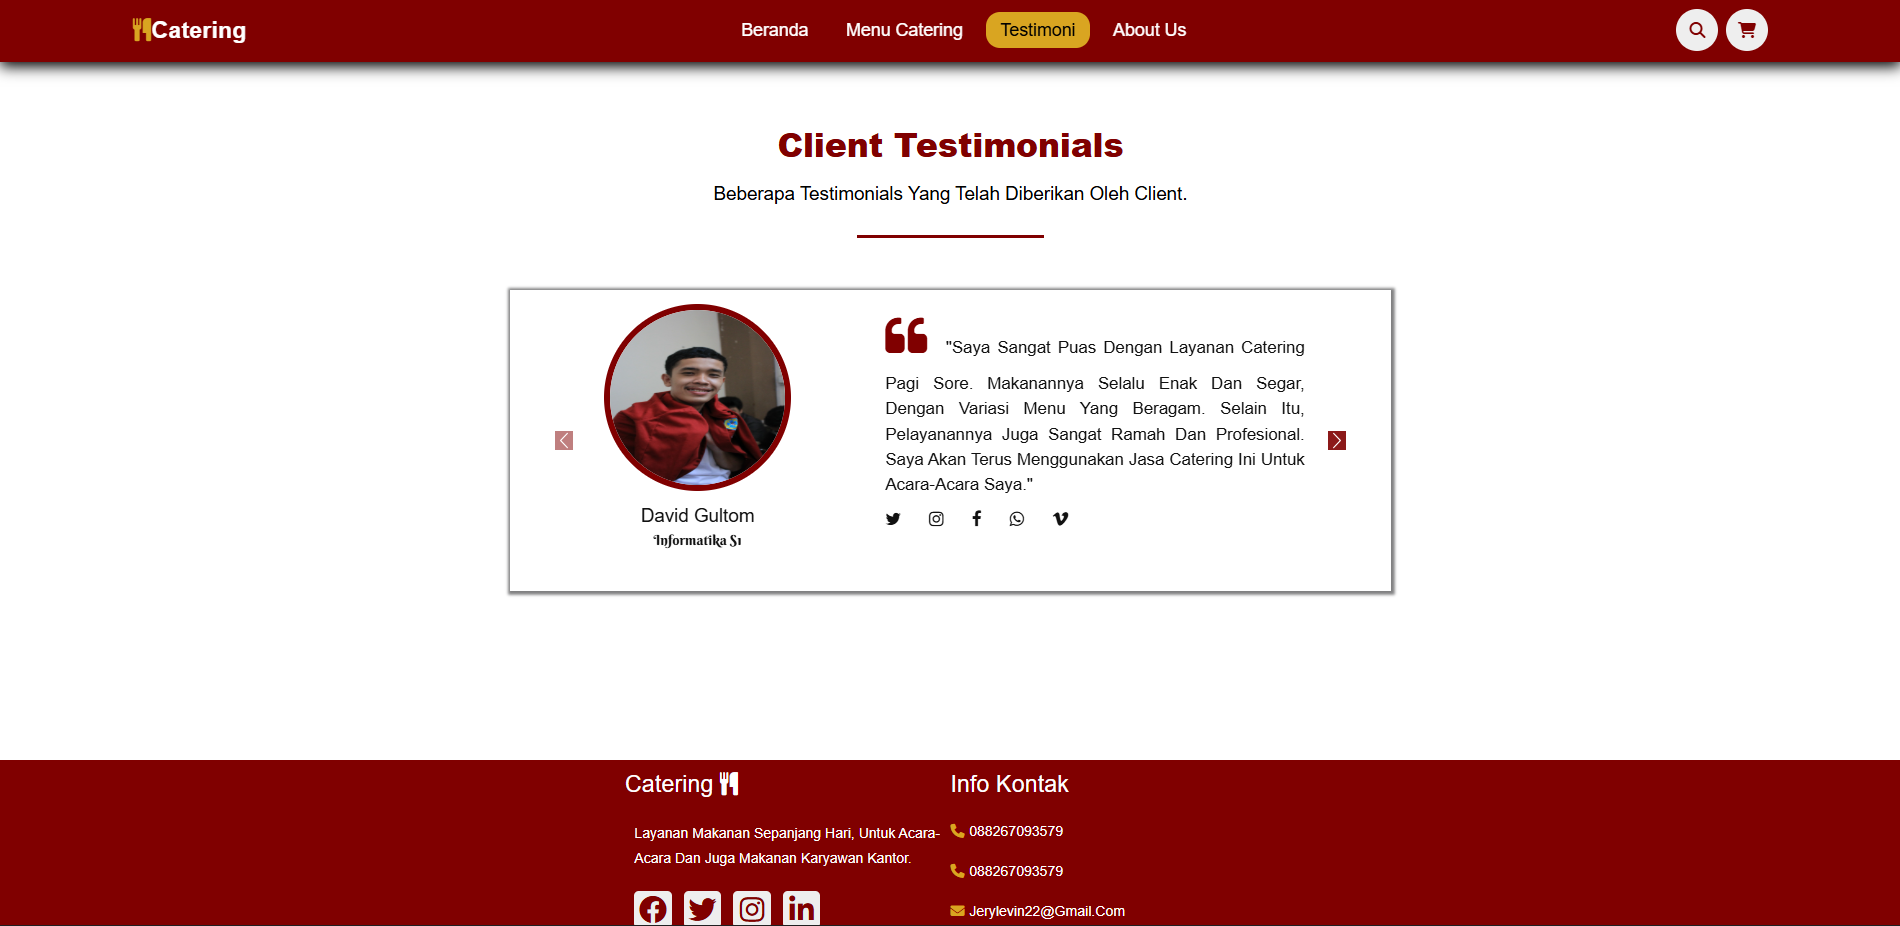 Catering
Beranda
Menu Catering
Testimoni
About Us
Client Testimonials
Beberapa Testimonials Yang Telah Diberikan Oleh Client.
"Saya Sangat Puas Dengan Layanan Catering
Pagi Sore. Makanannya Selalu Enak Dan Segar,
Dengan Variasi Menu Yang Beragam. Selain Itu,
Pelayanannya Juga Sangat Ramah Dan Profesional.
Saya Akan Terus Menggunakan Jasa Catering Ini Untuk
Acara-Acara Saya."
David Gultom
Informatika S1
Catering
Layanan Makanan Sepanjang Hari, Untuk Acara-
Acara Dan Juga Makanan Karyawan Kantor.
Info Kontak
088267093579
088267093579
Jerylevin22@Gmail.Com